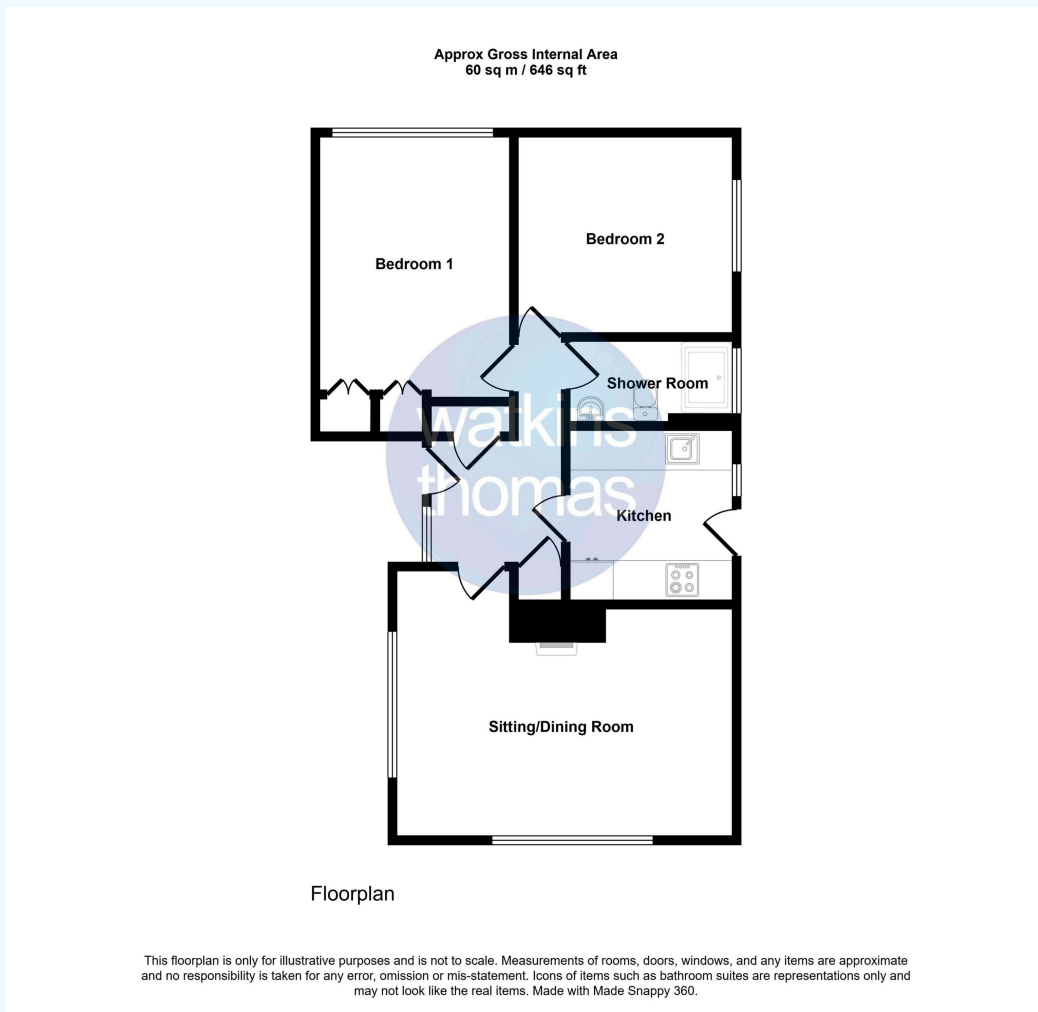 Approx Gross Internal Area
60 sq m / 646 sq ft
Bedroom 1
Bedroom 2
Shower Room
watkins
thomas
Kitchen
Sitting/Dining Room
Floorplan
This floorplan is only for illustrative purposes and is not to scale. Measurements of rooms, doors, windows, and any items are approximate
and no responsibility is taken for any error, omission or mis-statement. Icons of items such as bathroom suites are representations only and
may not look like the real items. Made with Made Snappy 360.